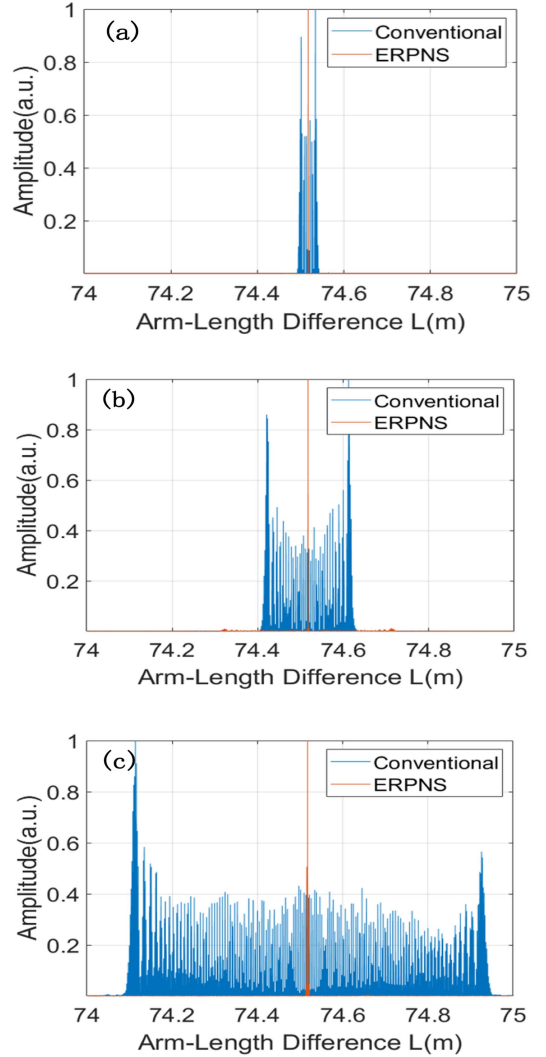 (a)
Conventional
ERPNS
1
0.8
0.6
0.4
0.2
Amplitude(a.u.)
74 74.2 74.4 74.6 74.8 75
Arm-Length Difference L(m)
(b)
Conventional
ERPNS
1
0.8
0.6
0.4
0.2
Amplitude(a.u.)
74 74.2 74.4 74.6 74.8 75
Arm-Length Difference L(m)
(c)
Conventional
ERPNS
1
0.8
0.6
0.4
0.2
Amplitude(a.u.)
74 74.2 74.4 74.6 74.8 75
Arm-Length Difference L(m)